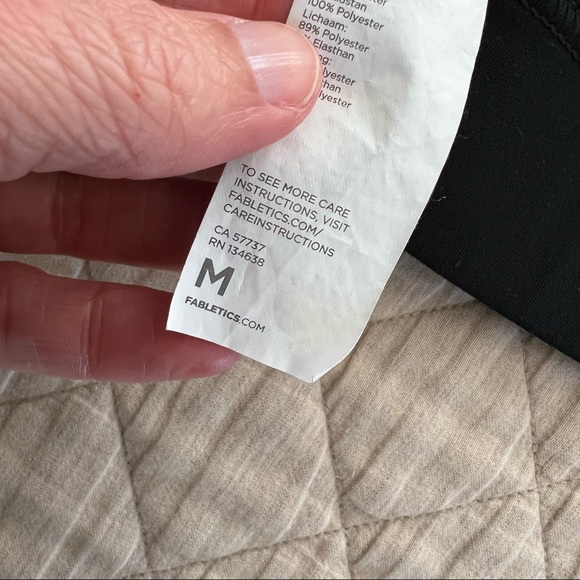 100% Polyester
Lichaam:
89% Polyester
% Elasthan
TO SEE MORE CARE
INSTRUCTIONS, VISIT
FABLETICS.COM/
CAREINSTRUCTIONS
CA 57737
RN 134638
M
FABLETICS.COM